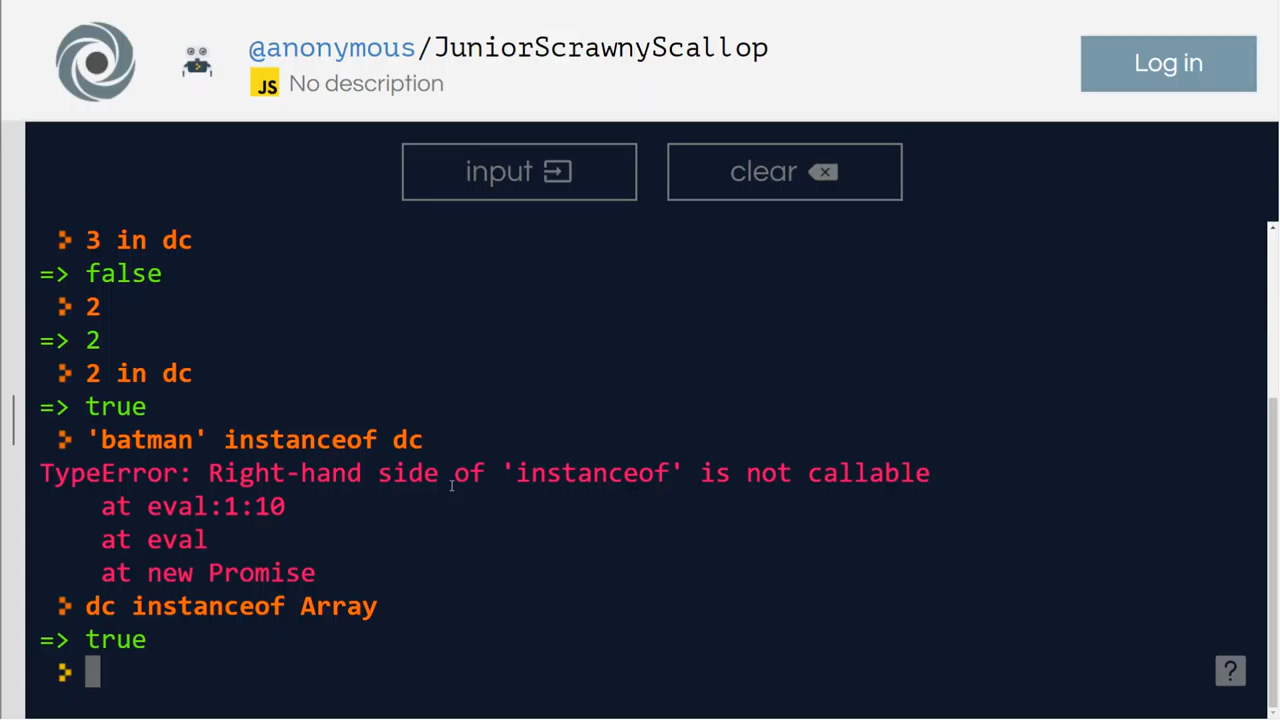 @anonymous/JuniorScrawnyScallop
JS No description
Log in
input
clear
3 in dc
=> false
2
=> 2
2 in dc
=> true
'batman' instanceof dc
TypeError: Right-hand side of 'instanceof' is not callable
at eval:1:10
at eval
at new Promise
dc instanceof Array
=> true
?